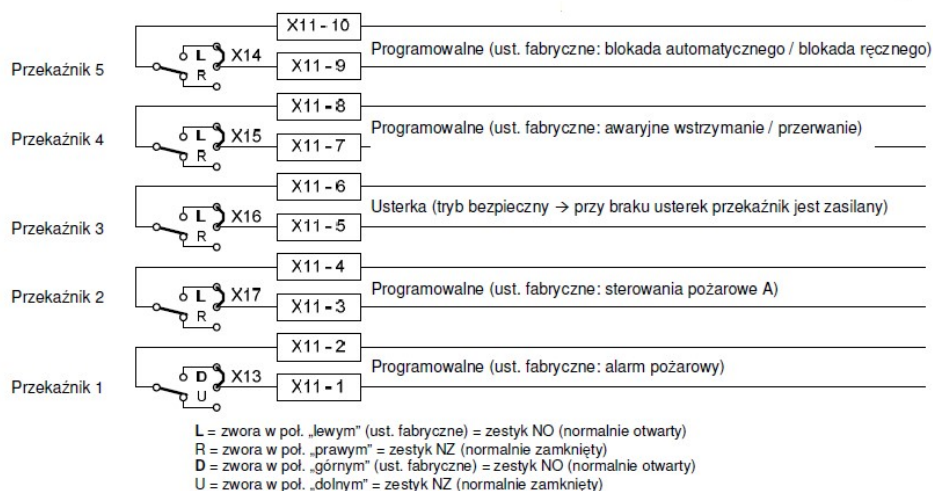 X11-10
Przekaźnik 5 L R X14 X11-9 Programowalne (ust. fabryczne: blokada automatycznego / blokada ręcznego)
X11-8
Przekaźnik 4 L R X15 X11-7 Programowalne (ust. fabryczne: awaryjne wstrzymanie / przerwanie)
X11-6
Przekaźnik 3 L R X16 X11-5 Usterka (tryb bezpieczny → przy braku usterek przekaźnik jest zasilany)
X11-4
Przekaźnik 2 L R X17 X11-3 Programowalne (ust. fabryczne: sterowania pożarowe A)
X11-2
Przekaźnik 1 D U X13 X11-1 Programowalne (ust. fabryczne: alarm pożarowy)
L = zwora w poł. „lewym" (ust. fabryczne) = zestyk NO (normalnie otwarty)
R = zwora w poł. „prawym" = zestyk NZ (normalnie zamknięty)
D = zwora w poł. „górnym" (ust. fabryczne) = zestyk NO (normalnie otwarty)
U = zwora w poł. „dolnym" = zestyk NZ (normalnie zamknięty)